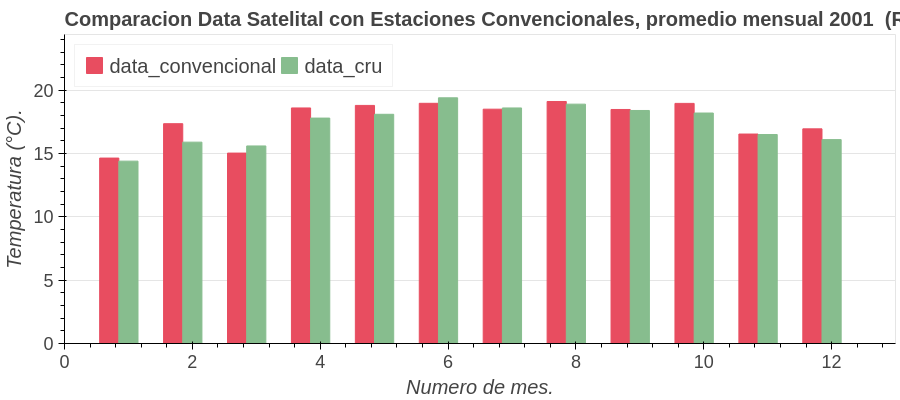 Comparacion Data Satelital con Estaciones Convencionales, promedio mensual 2001 (R
data_convencional data_cru
Temperatura (°C).
20
15
10
5
0
0 2 4 6 8 10 12
Numero de mes.